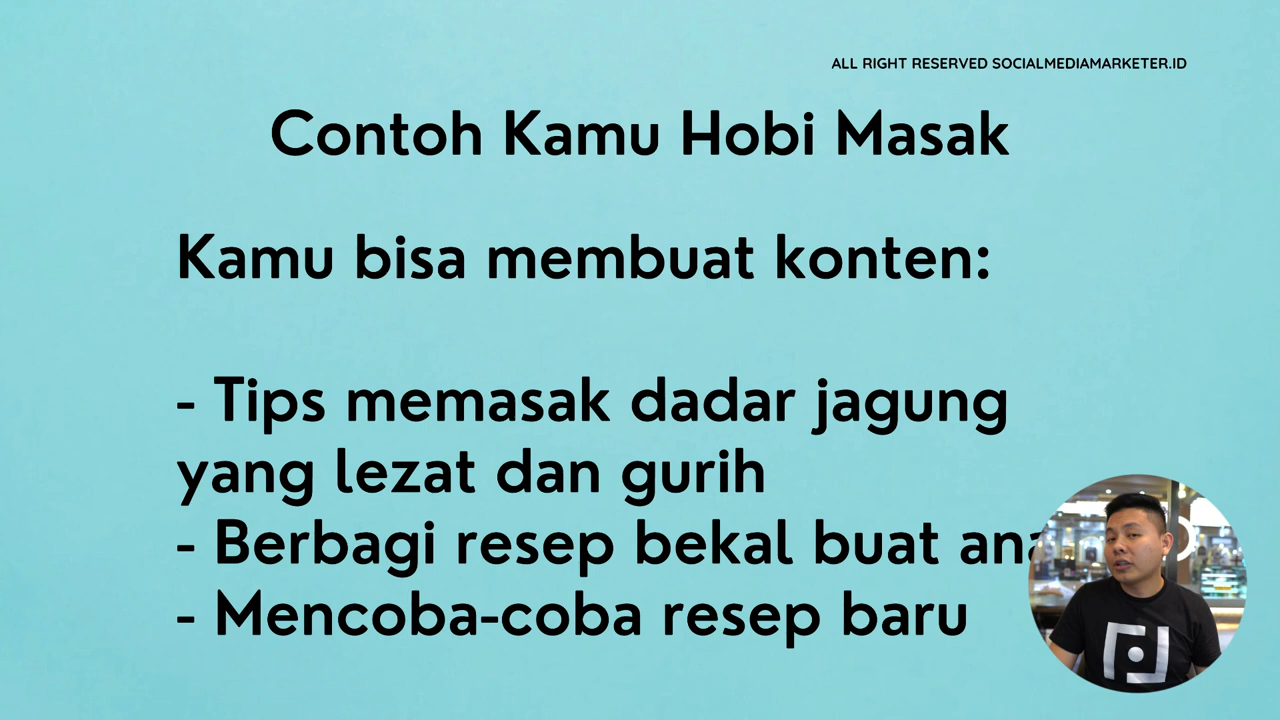 ALL RIGHT RESERVED SOCIALMEDIAMARKETER.ID
Contoh Kamu Hobi Masak
Kamu bisa membuat konten:
- Tips memasak dadar jagung
yang lezat dan gurih
- Berbagi resep bekal buat
- Mencoba-coba resep baru